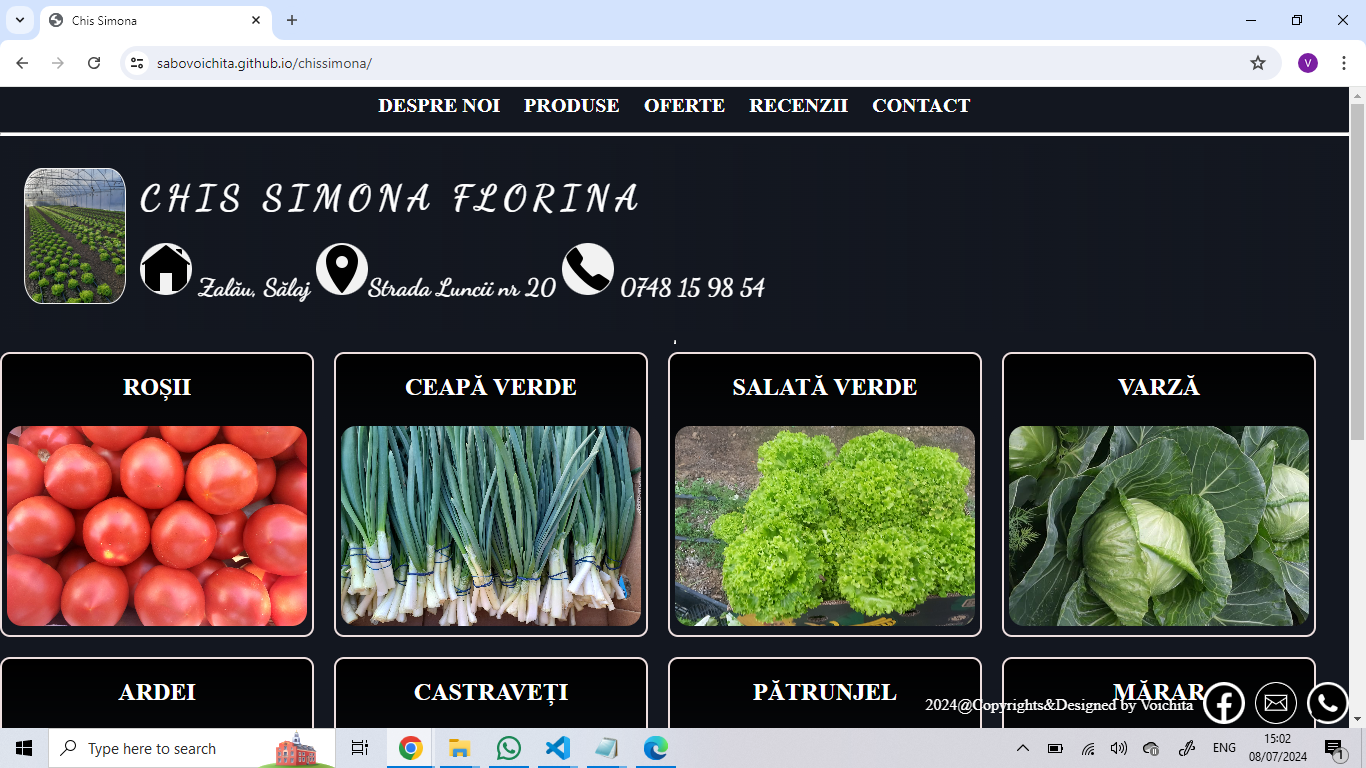 Chis Simona
sabovoichita.github.io/chissimona/
V
DESPRE NOI PRODUSE OFERTE RECENZII CONTACT
CHIS SIMONA FLORINA
Zalău, Sălaj Strada Luncii nr 20 0748 15 98 54
ROȘII CEAPĂ VERDE SALATĂ VERDE VARZĂ
ARDEI CASTRAVEȚI PĂTRUNJEL MĂRAR
2024@Copyrights&Designed by Voichita
Type here to search
ENG
15:02
08/07/2024
1